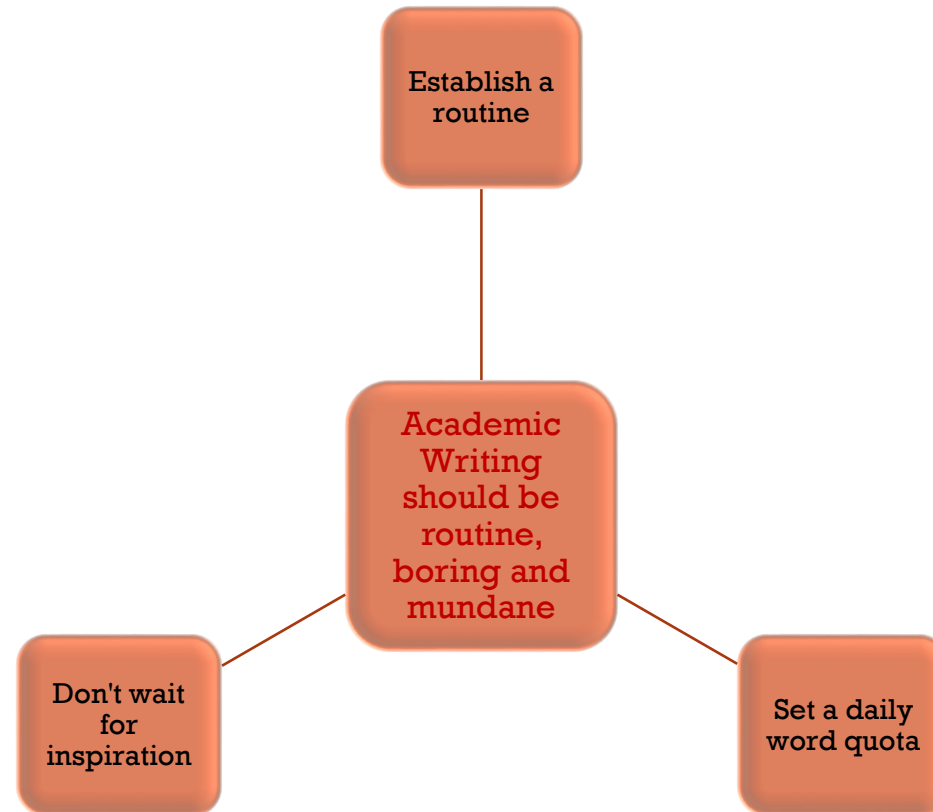 Establish a
routine
Academic
Writing
should be
routine,
boring and
mundane
Don't wait
for
inspiration
Set a daily
word quota